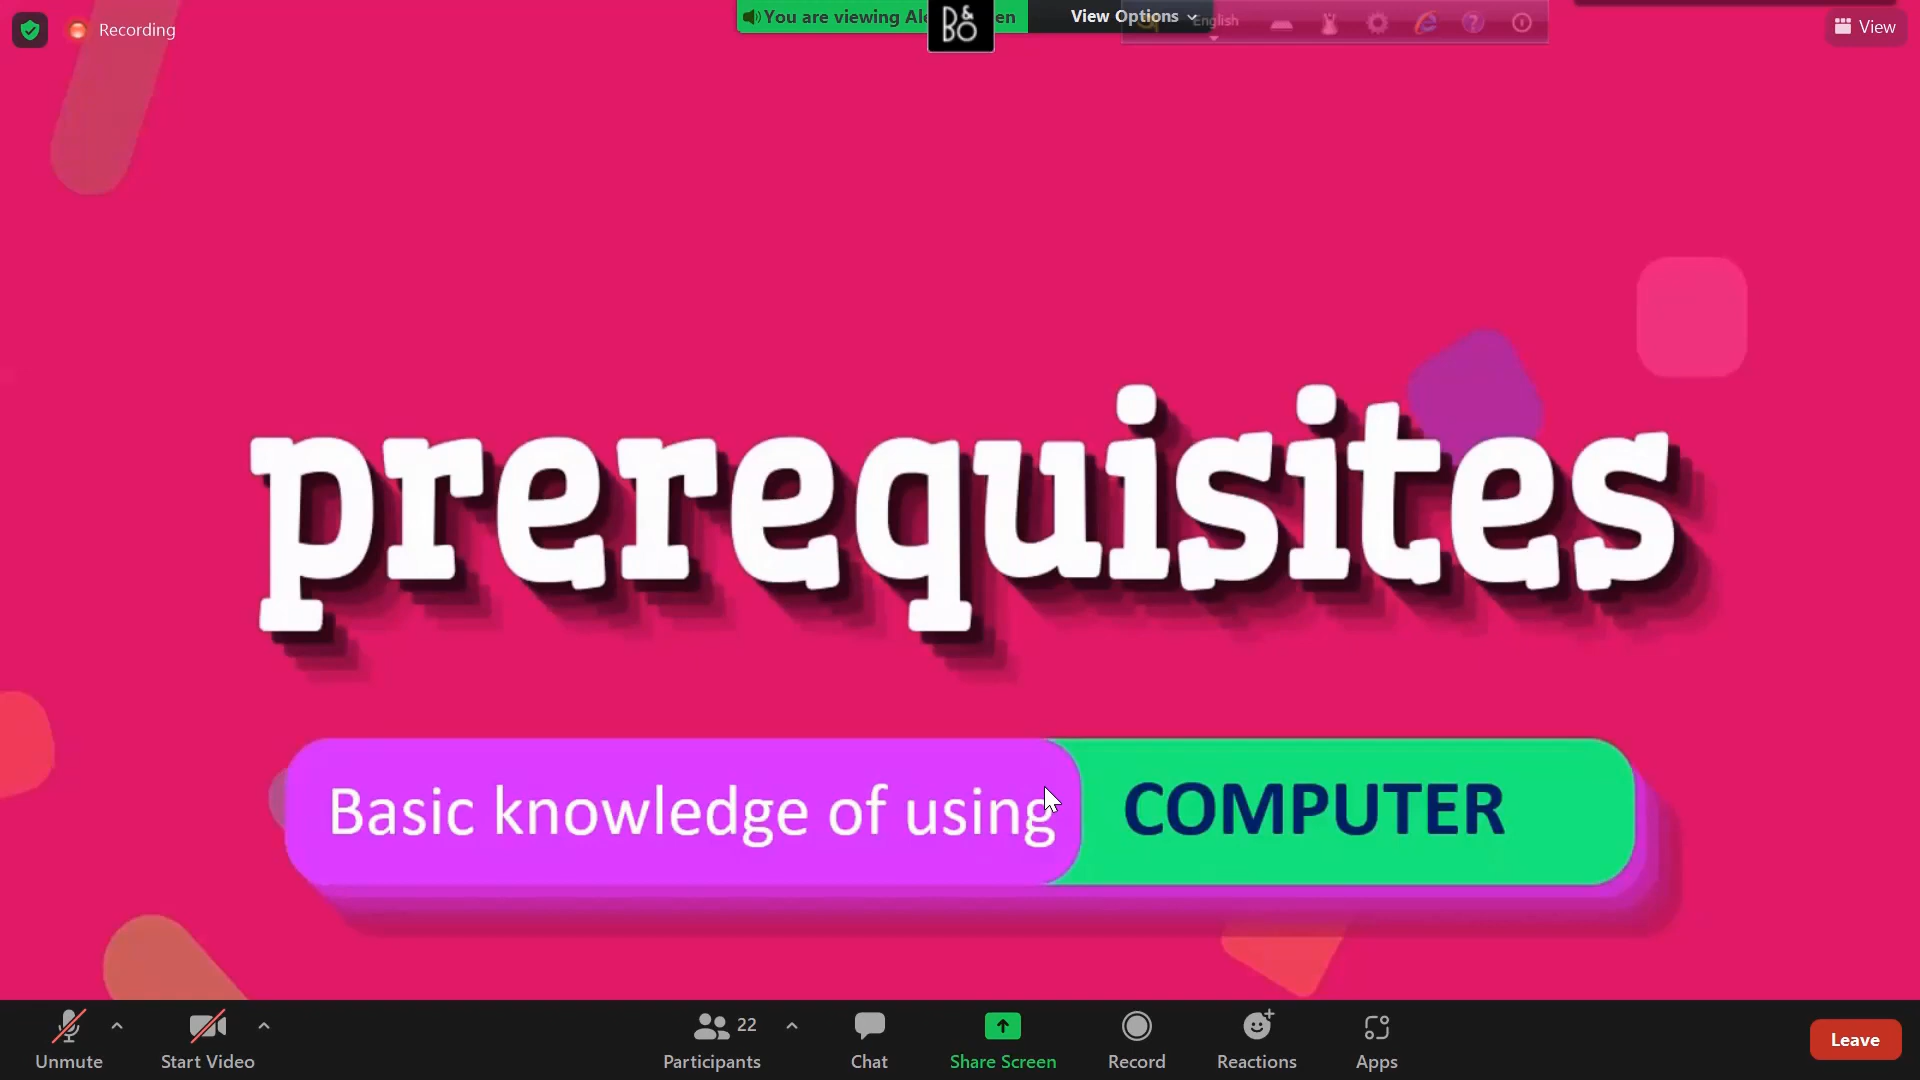 Recording
You are viewing
en
B&O
View Options
English
View
prerequisites
Basic knowledge of using COMPUTER
Unmute
Start Video
22
Participants
Chat
Share Screen
Record
Reactions
Apps
Leave